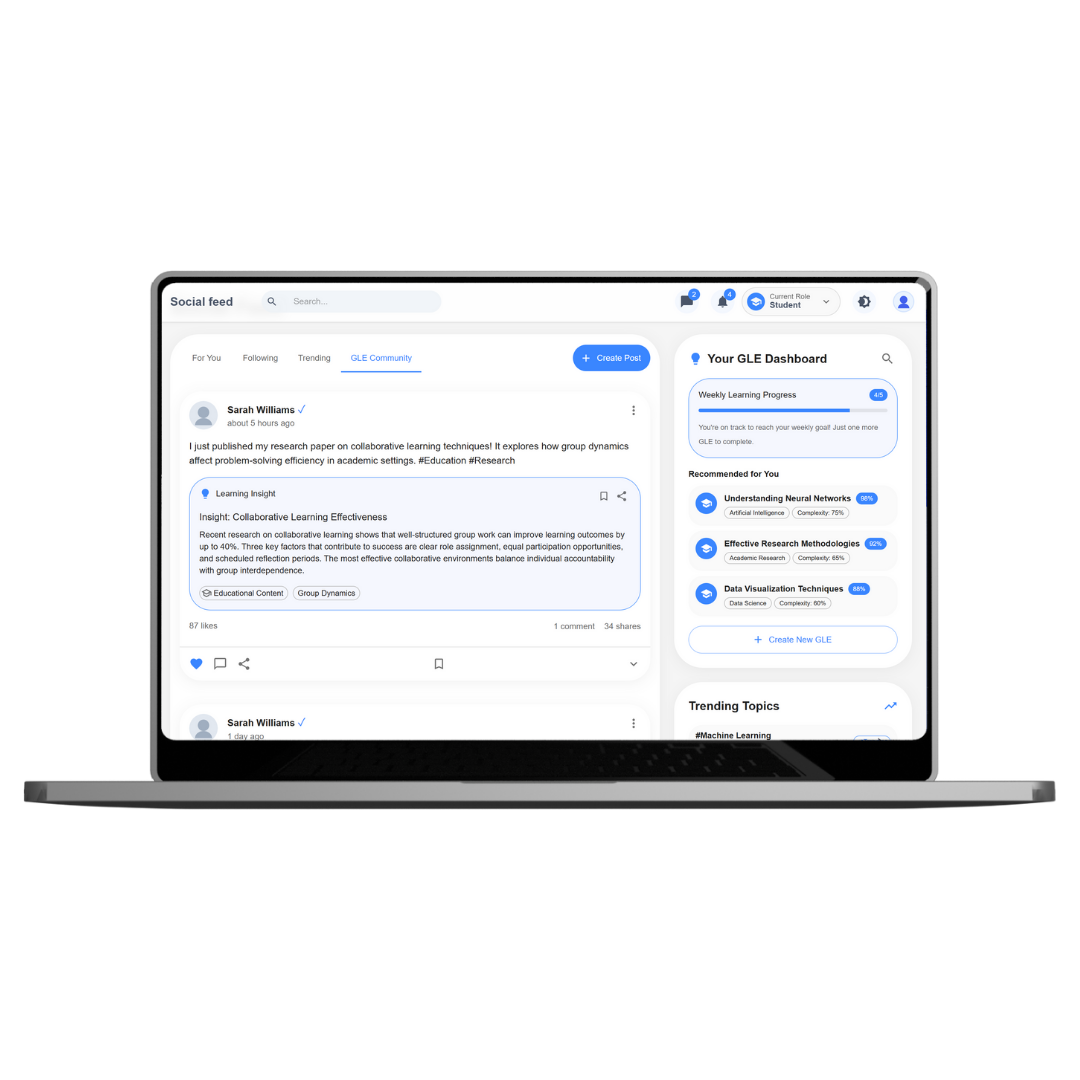 Social feed
Search...
2
4
Current Role
Student
For You
Following
Trending
GLE Community
Create Post
Sarah Williams
about 5 hours ago
I just published my research paper on collaborative learning techniques! It explores how group dynamics
affect problem-solving efficiency in academic settings. #Education #Research
Learning Insight
Insight: Collaborative Learning Effectiveness
Recent research on collaborative learning shows that well-structured group work can improve learning outcomes by
up to 40%. Three key factors that contribute to success are clear role assignment, equal participation opportunities,
and scheduled reflection periods. The most effective collaborative environments balance individual accountability
with group interdependence.
Educational Content
Group Dynamics
87 likes
1 comment
34 shares
Sarah Williams
1 day ago
Your GLE Dashboard
Weekly Learning Progress
4/5
You're on track to reach your weekly goal! Just one more
GLE to complete.
Recommended for You
Understanding Neural Networks
98%
Artificial Intelligence
Complexity: 75%
Effective Research Methodologies
92%
Academic Research
Complexity: 65%
Data Visualization Techniques
88%
Data Science
Complexity: 60%
Create New GLE
Trending Topics
#Machine Learning